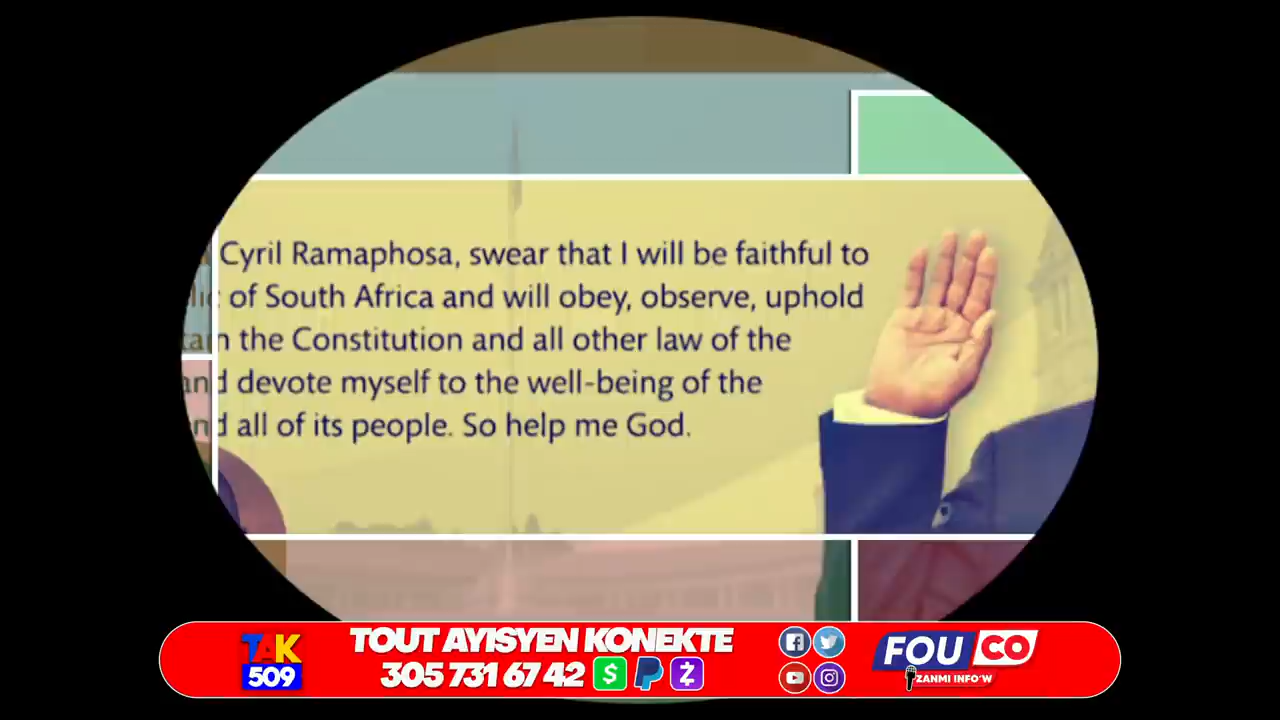 Cyril Ramaphosa, swear that I will be faithful to
of South Africa and will obey, observe, uphold
the Constitution and all other law of the
and devote myself to the well-being of the
all of its people. So help me God.
TAK
509
TOUT AYISYEN KONEKTE
305 731 67 42
FOU CO
ZANMI INFO'W